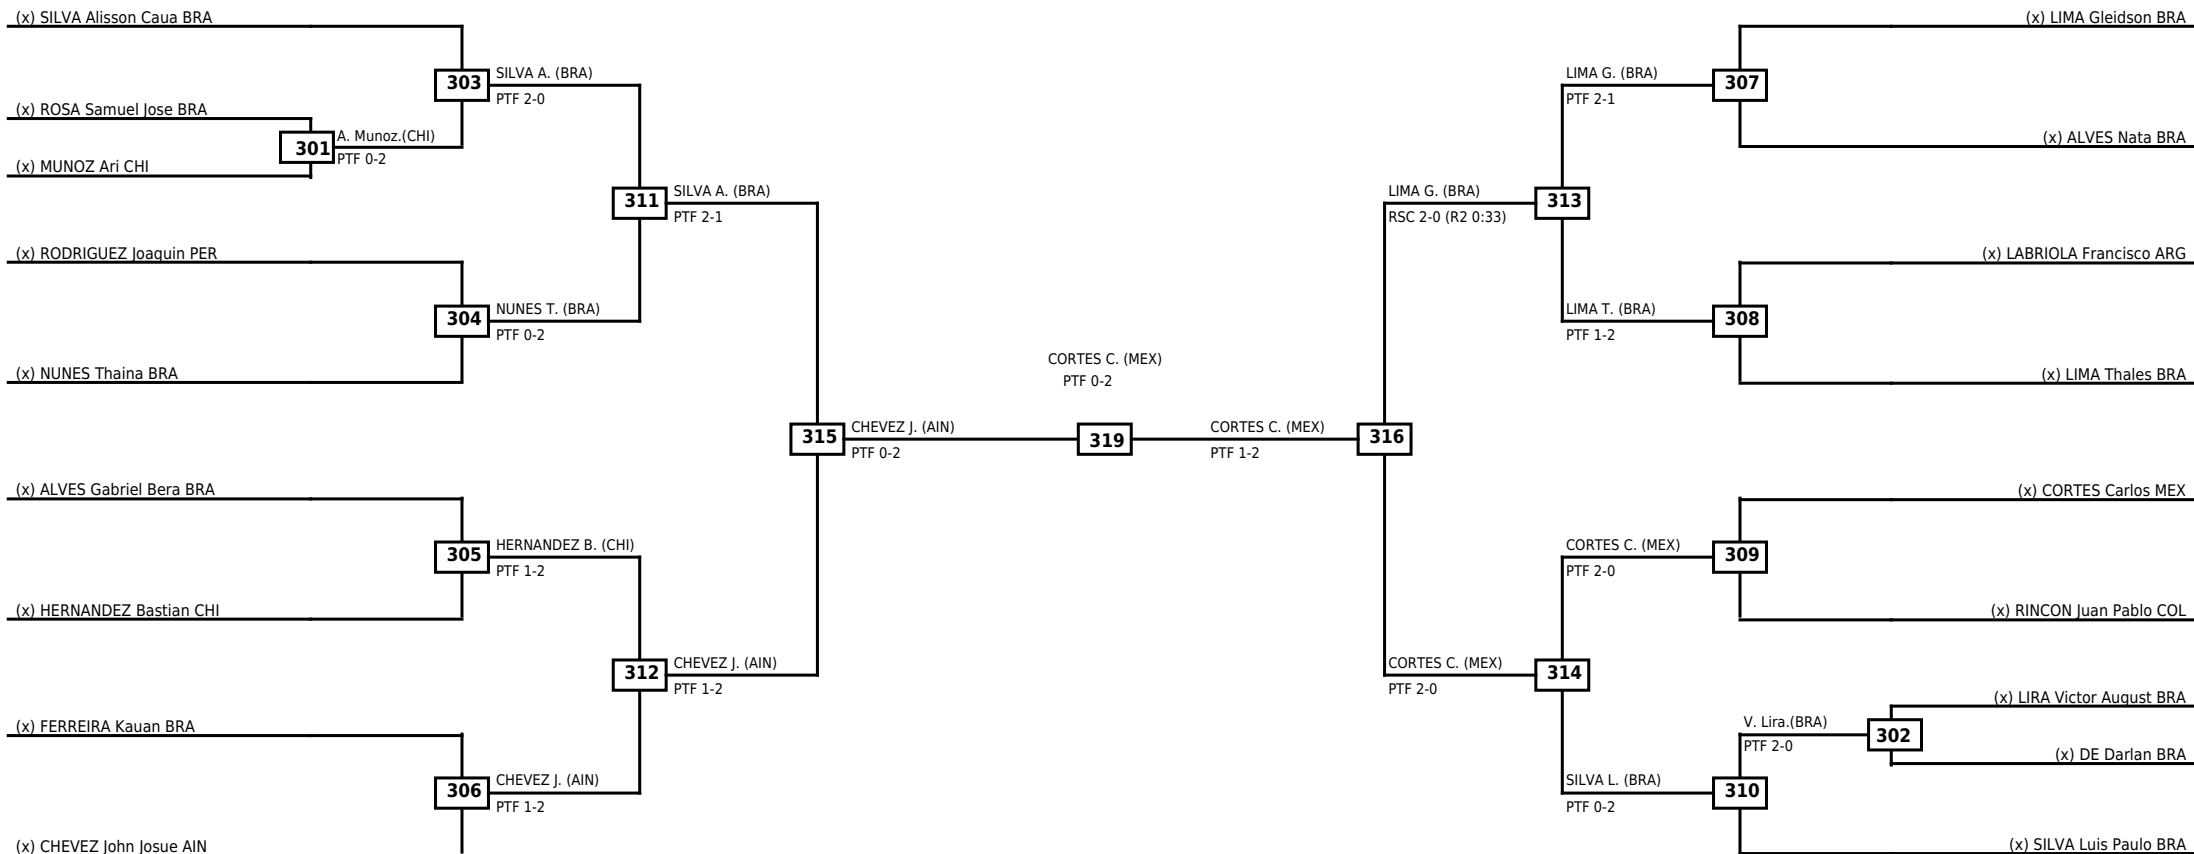 (x) SILVA Alisson Caua BRA
(x) LIMA Gleidson BRA
303
SILVA A. (BRA)
PTF 2-0
LIMA G. (BRA)
PTF 2-1
307
(x) ROSA Samuel Jose BRA
301
A. Munoz.(CHI)
PTF 0-2
(x) ALVES Nata BRA
(x) MUNOZ Ari CHI
311
SILVA A. (BRA)
PTF 2-1
LIMA G. (BRA)
RSC 2-0 (R2 0:33)
313
(x) RODRIGUEZ Joaquin PER
(x) LABRIOLA Francisco ARG
304
NUNES T. (BRA)
PTF 0-2
LIMA T. (BRA)
PTF 1-2
308
(x) NUNES Thaina BRA
CORTES C. (MEX)
PTF 0-2
(x) LIMA Thales BRA
315
CHEVEZ J. (AIN)
PTF 0-2
319
CORTES C. (MEX)
PTF 1-2
316
(x) ALVES Gabriel Bera BRA
(x) CORTES Carlos MEX
305
HERNANDEZ B. (CHI)
PTF 1-2
CORTES C. (MEX)
PTF 2-0
309
(x) HERNANDEZ Bastian CHI
(x) RINCON Juan Pablo COL
312
CHEVEZ J. (AIN)
PTF 1-2
CORTES C. (MEX)
PTF 2-0
314
(x) LIRA Victor August BRA
(x) FERREIRA Kauan BRA
V. Lira.(BRA)
PTF 2-0
302
(x) DE Darlan BRA
306
CHEVEZ J. (AIN)
PTF 1-2
SILVA L. (BRA)
PTF 0-2
310
(x) CHEVEZ John Josue AIN
(x) SILVA Luis Paulo BRA